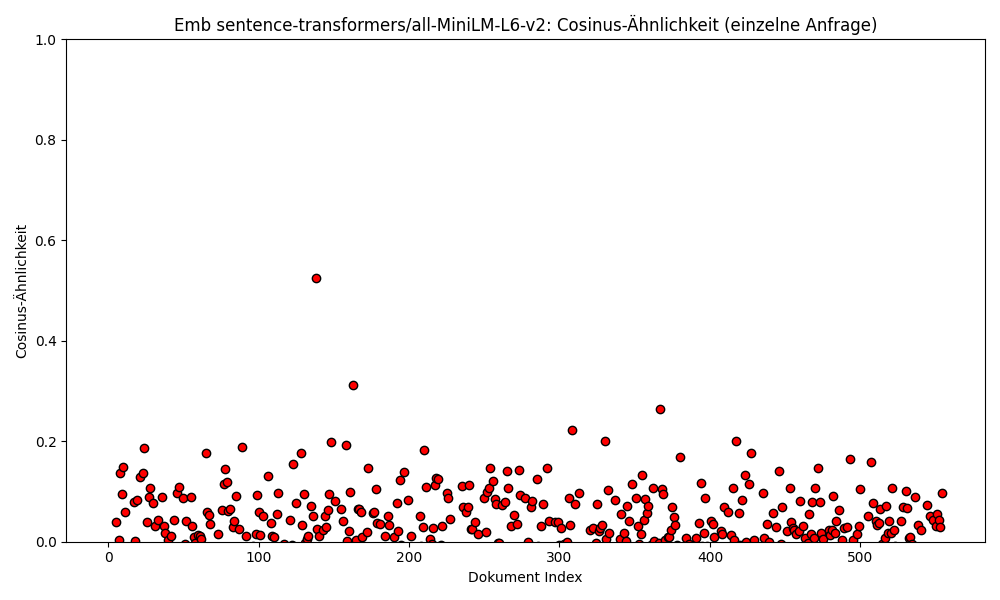 Emb sentence-transformers/all-MiniLM-L6-v2: Cosinus-Ähnlichkeit (einzelne Anfrage)
1.0
0.8
0.6
0.4
0.2
0.0
Cosinus-Ähnlichkeit
0 100 200 300 400 500
Dokument Index